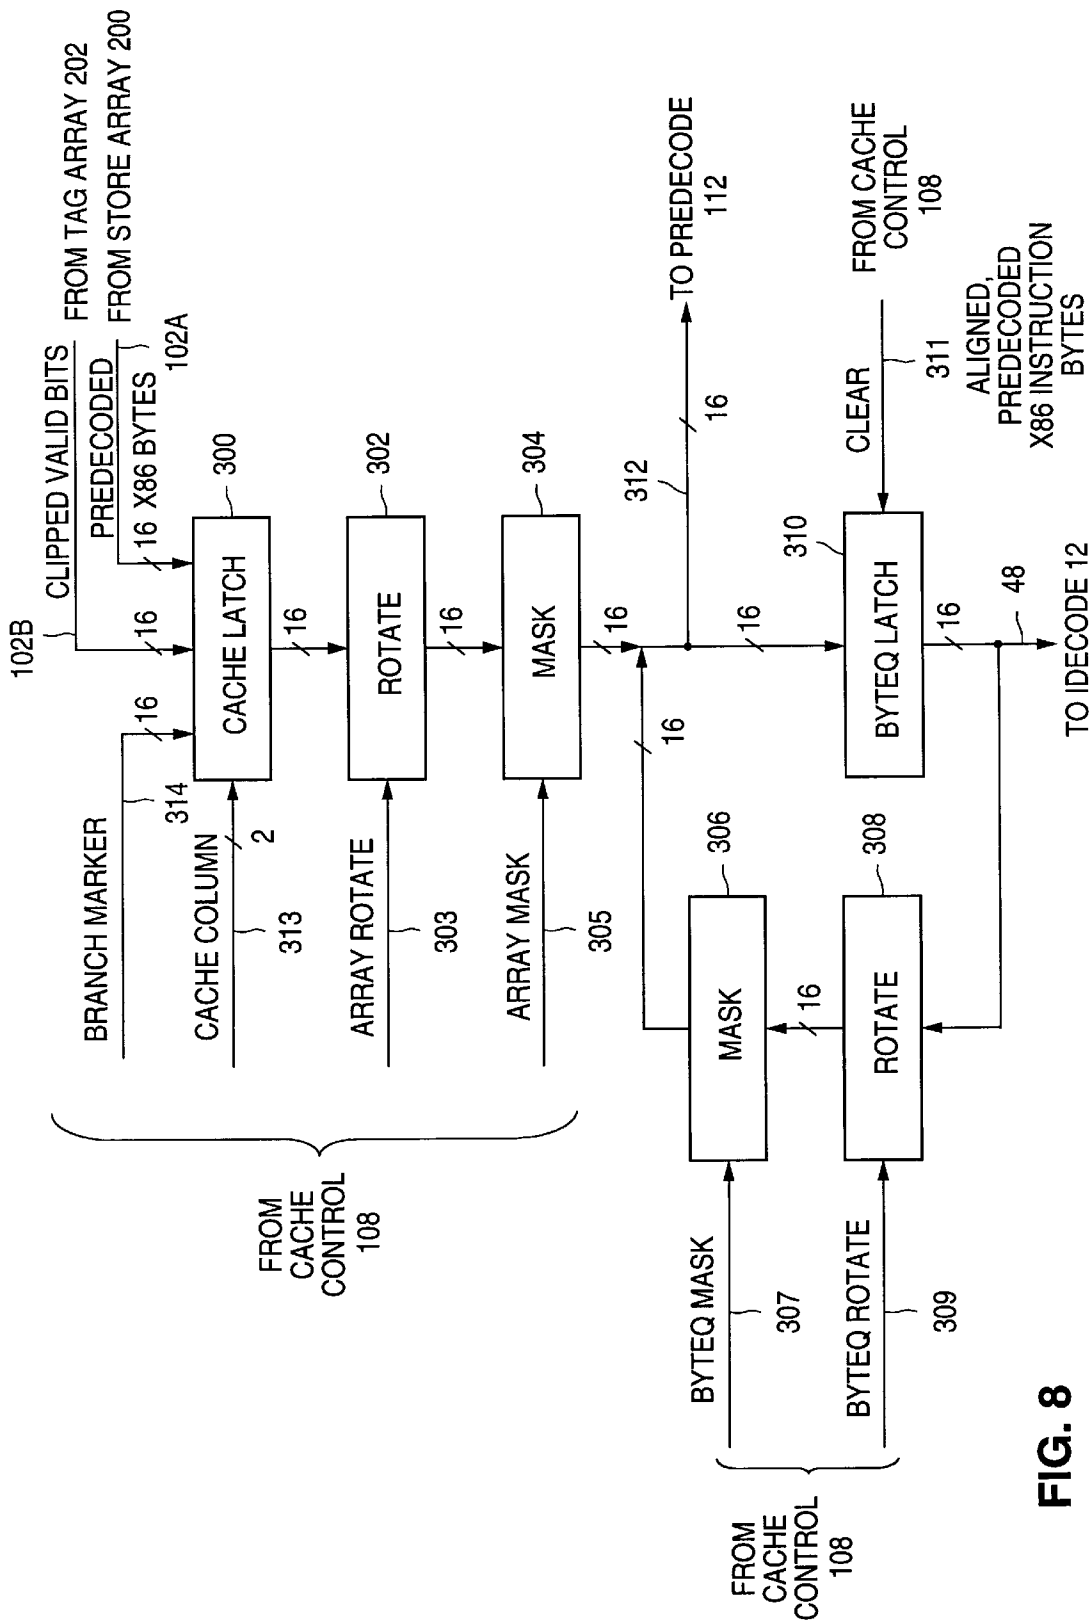 CLIPPED VALID BITS
FROM TAG ARRAY 202
PREDECODED
FROM STORE ARRAY 200
102B
102A
16
16
16 X86 BYTES
BRANCH MARKER
314
CACHE COLUMN
2
313
CACHE LATCH
300
16
ARRAY ROTATE
303
ROTATE
302
16
ARRAY MASK
305
MASK
304
16
FROM
CACHE
CONTROL
108
16
312
16
TO PREDECODE
112
16
BYTEQ MASK
307
MASK
306
16
BYTEQ ROTATE
309
ROTATE
308
FROM
CACHE
CONTROL
108
BYTEQ LATCH
310
CLEAR
311
FROM CACHE
CONTROL
108
16
48
ALIGNED,
PREDECODED
X86 INSTRUCTION
BYTES
TO IDECODE 12
FIG. 8